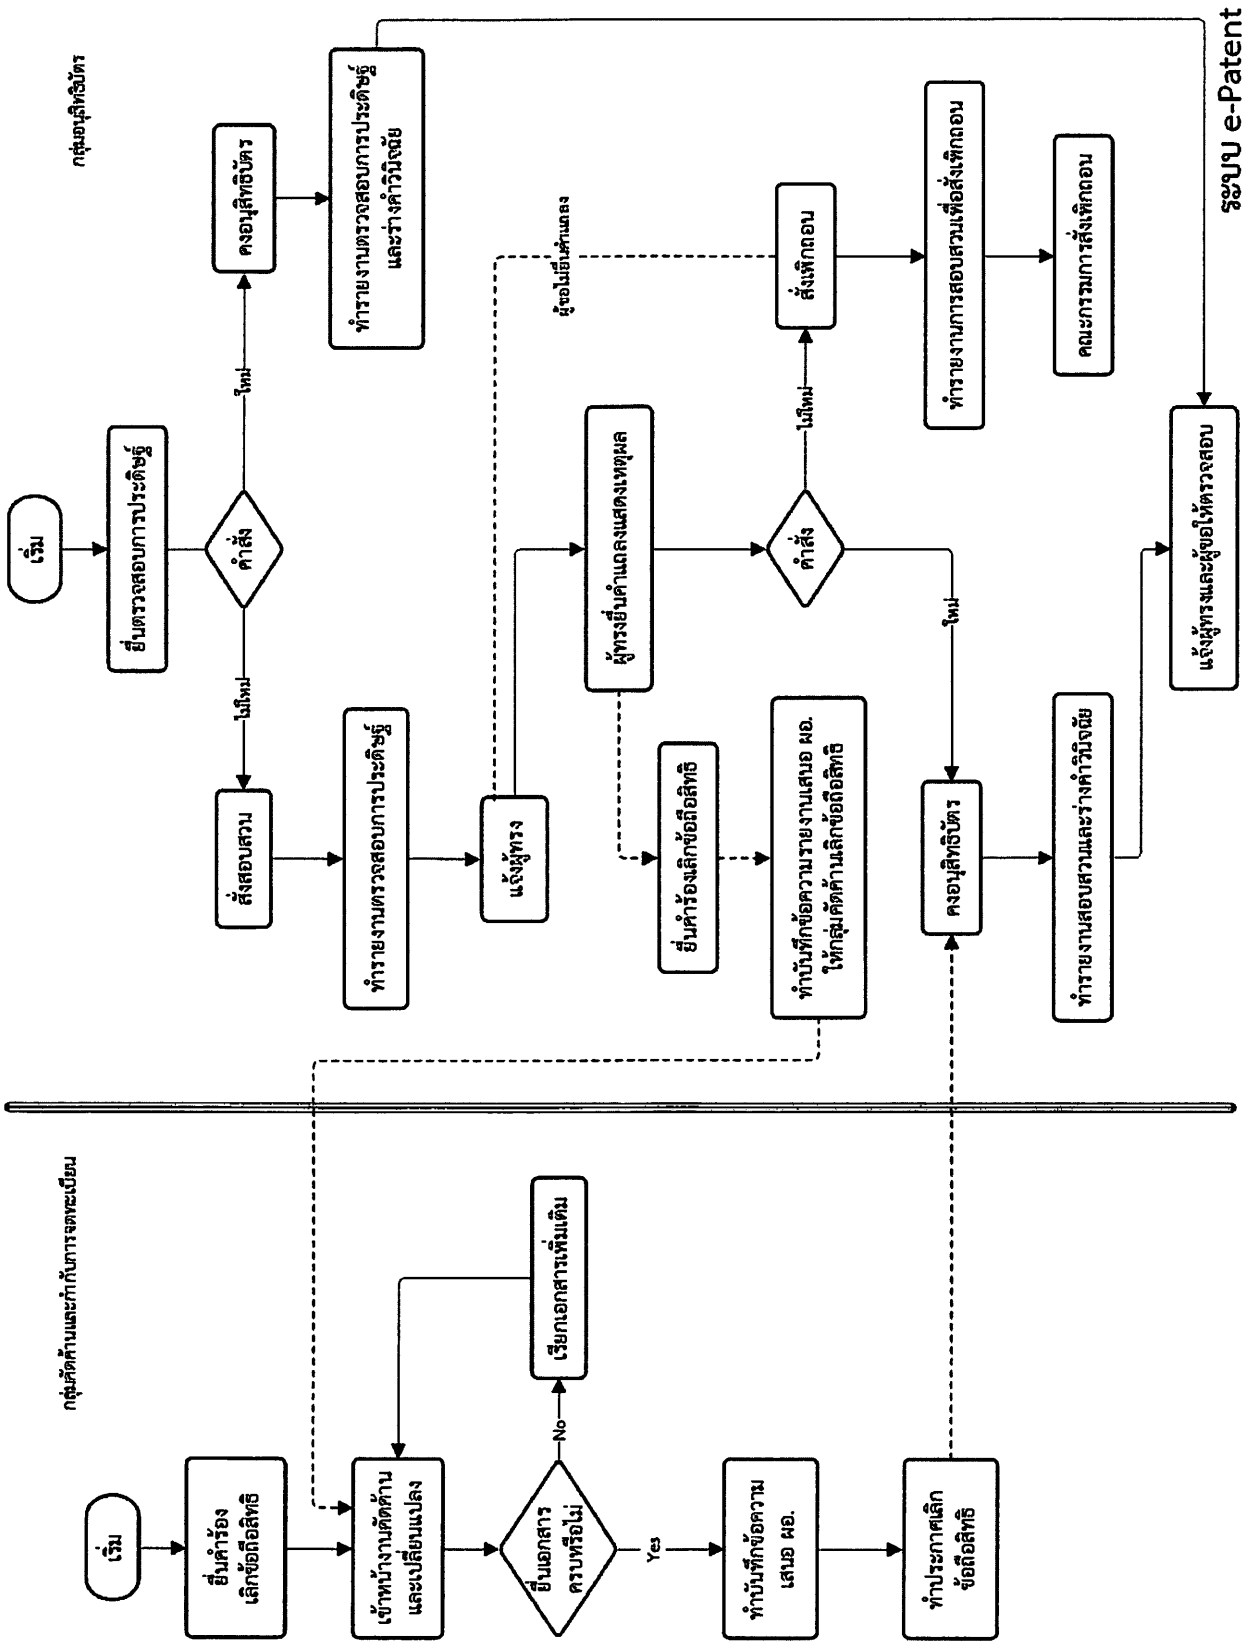 กลุ่มคัดค้านและกำกับการจดทะเบียน
เริ่ม
ยื่นคำร้อง
เลิกข้อถือสิทธิ
เข้าหน้างานคัดค้าน
และเปลี่ยนแปลง
ยื่นเอกสาร
ครบหรือไม่
No
เรียกเอกสารเพิ่มเติม
Yes
ทำบันทึกข้อความ
เสนอ ผอ.
ทำประกาศเลิก
ข้อถือสิทธิ
กลุ่มอนุสิทธิบัตร
เริ่ม
ยื่นตรวจสอบการประดิษฐ์
คำสั่ง
ไม่ใหม่
ใหม่
สั่งสอบสวน
คงอนุสิทธิบัตร
ทำรายงานตรวจสอบการประดิษฐ์
ทำรายงานตรวจสอบการประดิษฐ์
และร่างคำวินิจฉัย
แจ้งผู้ทรง
ผู้ขอไม่ยื่นคำแถลง
ผู้ทรงยื่นคำแถลงแสดงเหตุผล
ยื่นคำร้องเลิกข้อถือสิทธิ
ทำบันทึกข้อความรายงานเสนอ ผอ.
ให้กลุ่มคัดค้านเลิกข้อถือสิทธิ
คำสั่ง
ไม่ใหม่
สั่งเพิกถอน
ใหม่
คงอนุสิทธิบัตร
ทำรายงานการสอบสวนเพื่อสั่งเพิกถอน
ทำรายงานสอบสวนและร่างคำวินิจฉัย
คณะกรรมการสั่งเพิกถอน
แจ้งผู้ทรงและผู้ขอให้ตรวจสอบ
ระบบ e-Patent